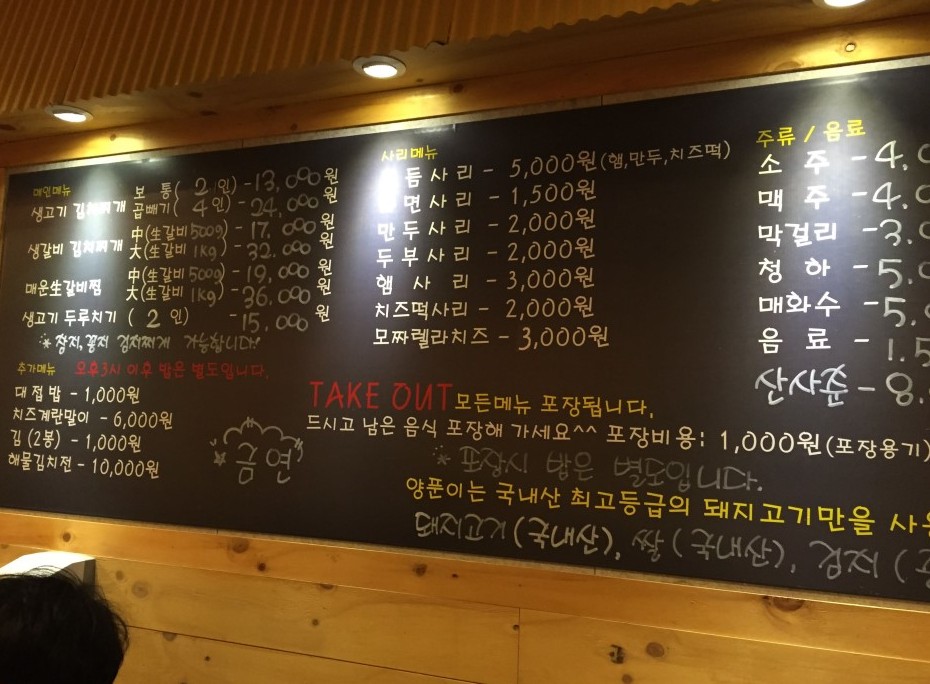 메인메뉴
생고기 김치찌개 보통( 2인) -13,000원
곱빼기( 4인) -24,000원
생갈비 김치찌개 中(생갈비 500g) - 17,000원
大(생갈비 1Kg) - 32,000원
매운生갈비찜 中(생갈비 500g) - 19,000원
大(생갈비 1Kg) - 36,000원
생고기 두루치기 ( 2인) - 15,000원
김치찌개 가능합니다!
추가메뉴 오후3시 이후 밥은 별도입니다.
대접밥 - 1,000원
치즈계란말이 - 6,000원
김 (2봉) - 1,000원
해물김치전 - 10,000원
금연
사리메뉴
듬사리 - 5,000원(햄,만두,치즈떡)
면사리 - 1,500원
만두사리 - 2,000원
두부사리 - 2,000원
햄 사 리 - 3,000원
치즈떡사리 - 2,000원
모짜렐라치즈 - 3,000원
TAKE OUT 모든메뉴 포장됩니다.
드시고 남은 음식 포장해 가세요^^ 포장비용: 1,000원(포장용기)
*포장시 밥은 별도입니다.
양푼이는 국내산 최고등급의 돼지고기만을 사용
돼지고기(국내산), 쌀(국내산), 김치(
주류 / 음료
소 주 - 4.0
맥 주 - 4.0
막걸리 - 3.0
청 하 - 5.0
매화수 - 5.
음 료 - 1.5
산사춘 - 8.